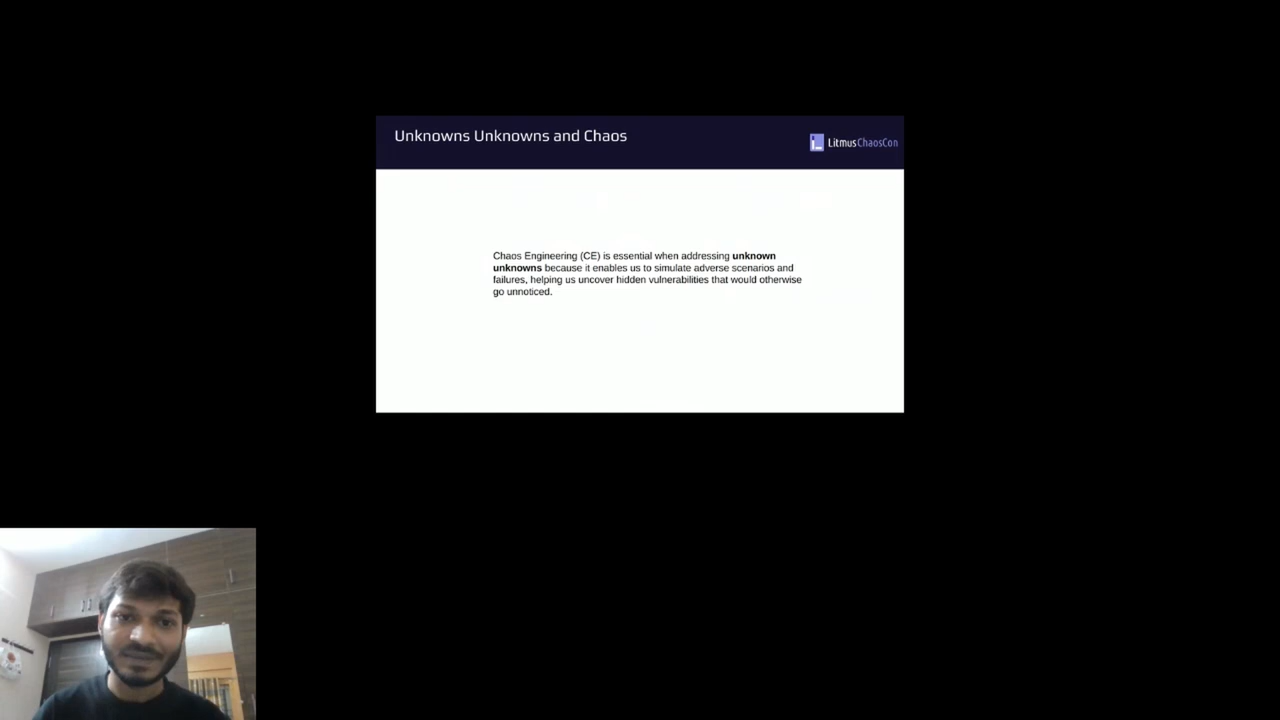 Unknowns Unknowns and Chaos
LitmusChaosCon
Chaos Engineering (CE) is essential when addressing unknown
unknowns because it enables us to simulate adverse scenarios and
failures, helping us uncover hidden vulnerabilities that would otherwise
go unnoticed.